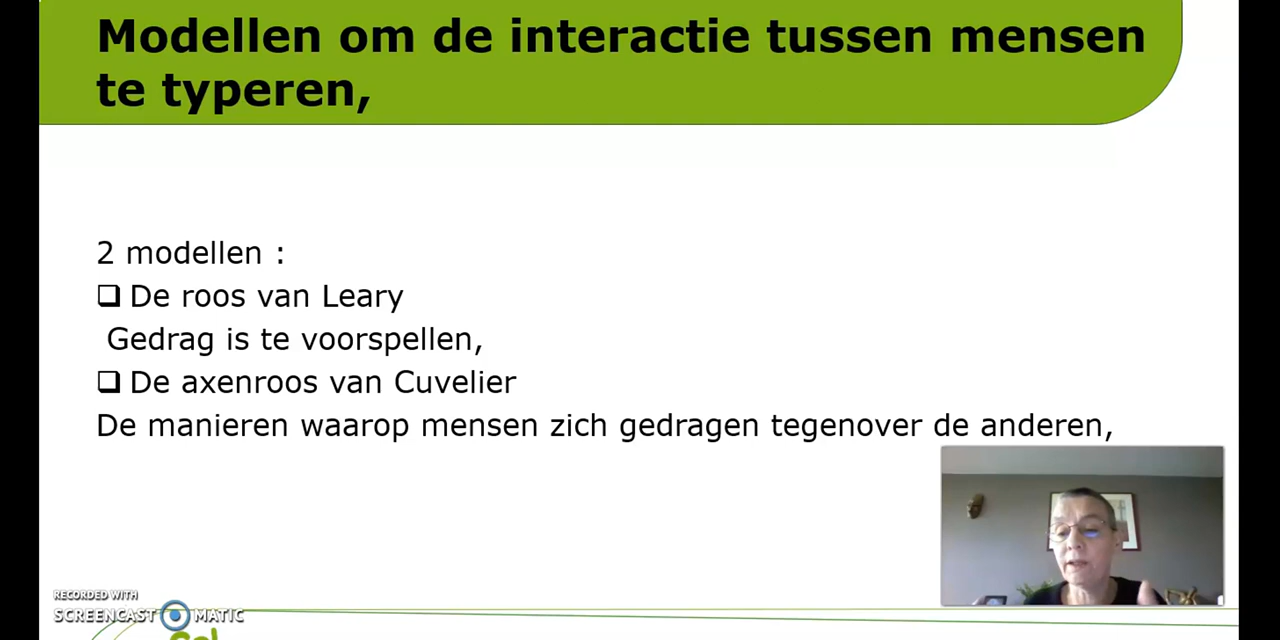 Modellen om de interactie tussen mensen
te typeren,
2 modellen :
De roos van Leary
Gedrag is te voorspellen,
De axenroos van Cuvelier
De manieren waarop mensen zich gedragen tegenover de anderen,
RECORDED WITH
SCREENCAST MATIC